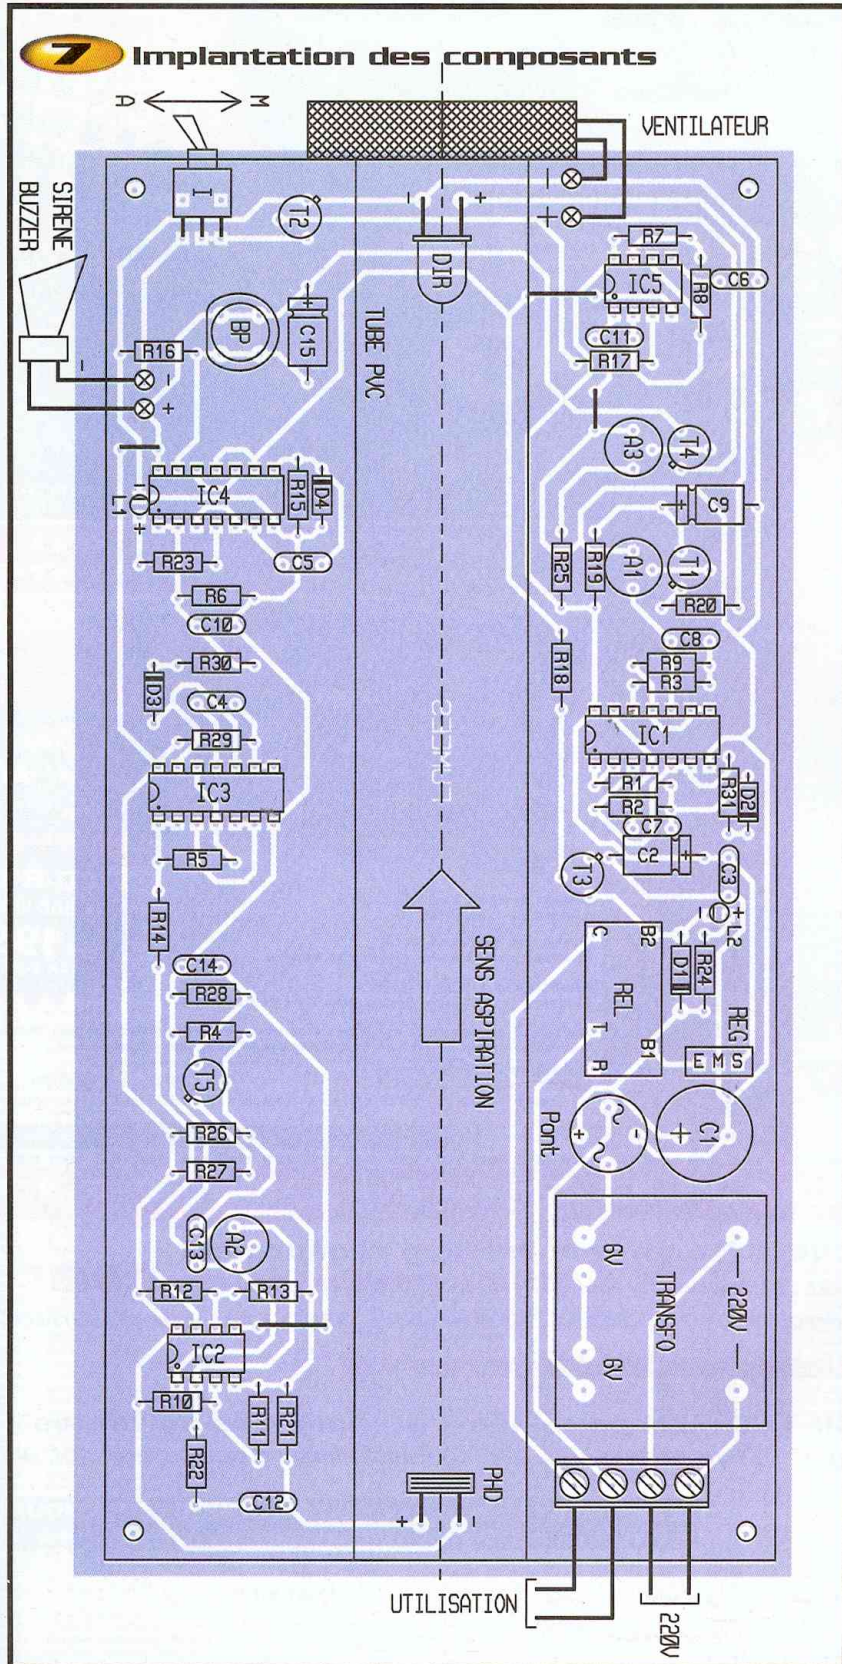 7 Implantation des composants
A M
VENTILATEUR
I
T2
- +
- +
DIR
R7
IC5
R8
C6
SIRENE
BUZZER
BP
C15
+
TUBE PVC
C11
R17
R16
-
- +
A3
T4
IC4
R15
D4
L1
- +
C9
+
R23
C5
R25
R19
A1
T1
R6
R20
C10
C8
R30
R18
R9
D3
R3
C4
R29
IC1
IC3
R1
R31
D2
R2
C7
R5
C2
+
T3
C3
- +
L2
R14
C B2
D1
R24
C14
SENS ASPIRATION
REL
R28
R4
T R B1
REG
E M S
T5
Pont
+ ~ ~ -
C1
+
R26
R27
C13
A2
6V
R12
R13
TRANSFO
— 220V —
IC2
6V
R10
R11
R21
R22
PHD
C12
+ -
UTILISATION
220V